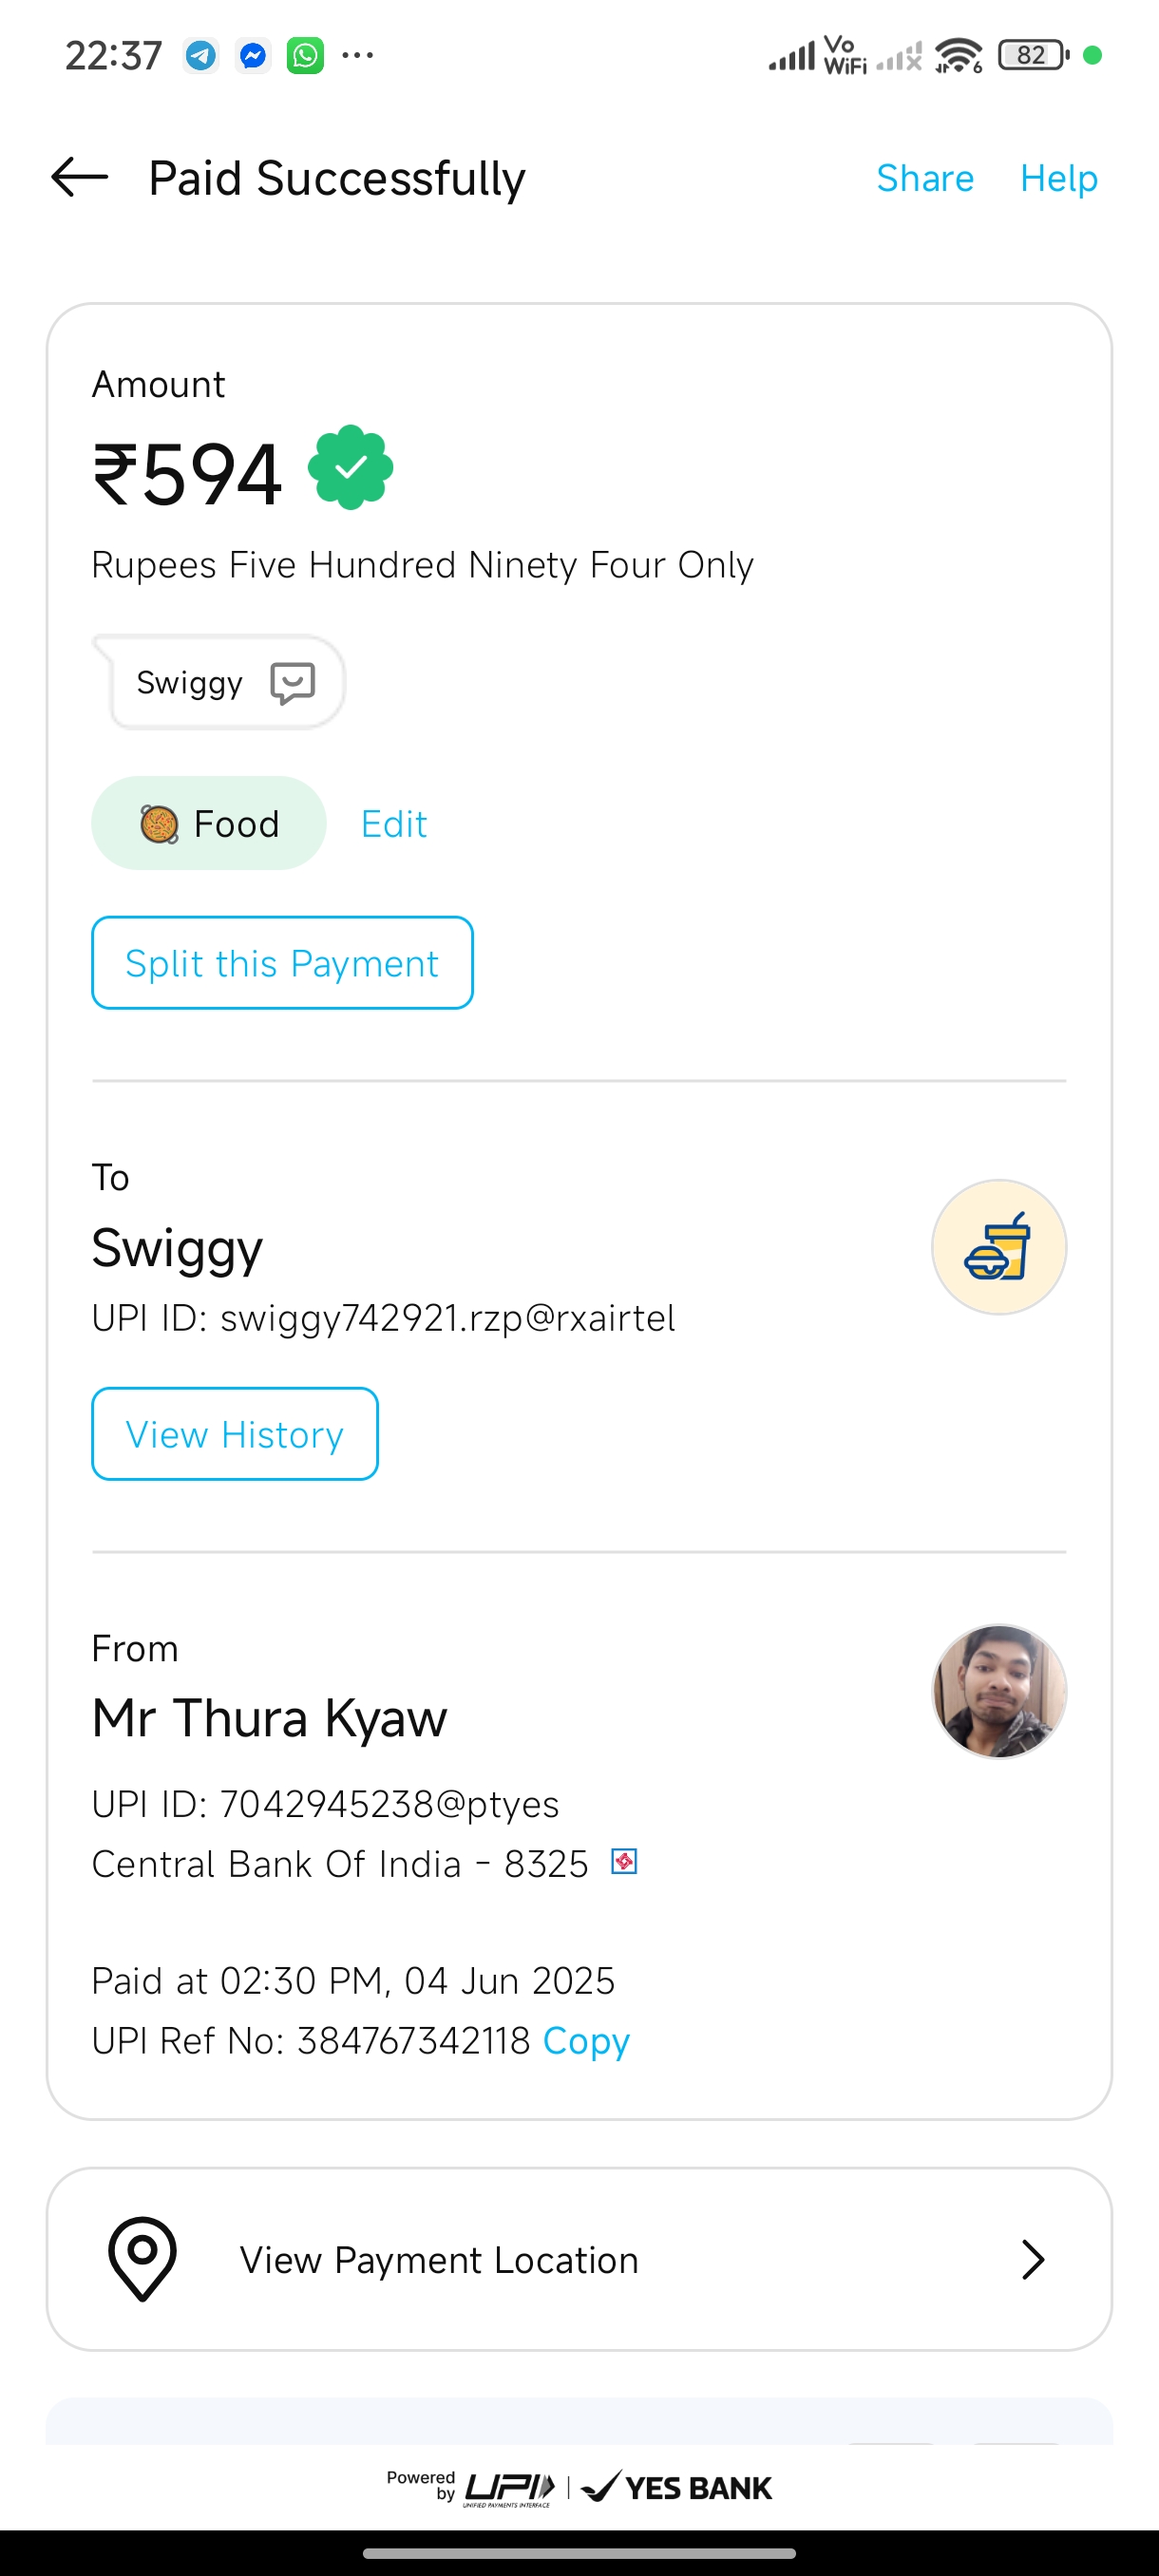 22:37
Vo WiFi
6
82
Paid Successfully
Share
Help
Amount
₹594
Rupees Five Hundred Ninety Four Only
Swiggy
Food
Edit
Split this Payment
To
Swiggy
UPI ID: swiggy742921.rzp@rxairtel
View History
From
Mr Thura Kyaw
UPI ID: 7042945238@ptyes
Central Bank Of India - 8325
Paid at 02:30 PM, 04 Jun 2025
UPI Ref No: 384767342118 Copy
View Payment Location
Powered by UPI UNIFIED PAYMENTS INTERFACE | YES BANK